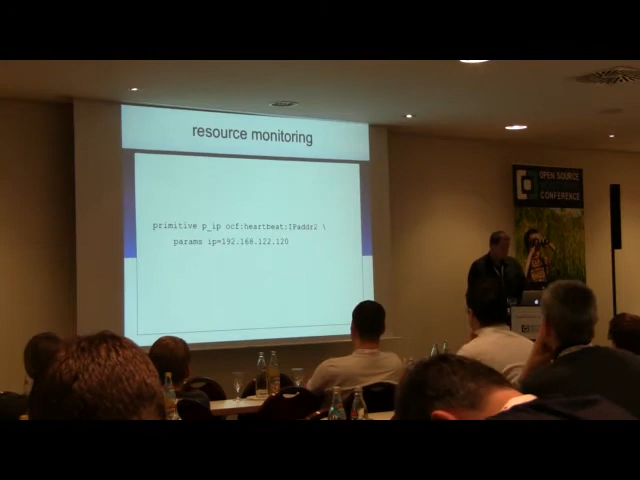 resource monitoring
primitive p_ip ocf:heartbeat:IPaddr2 \
params ip=192.168.122.120
OPEN SOURCE
CONFERENCE